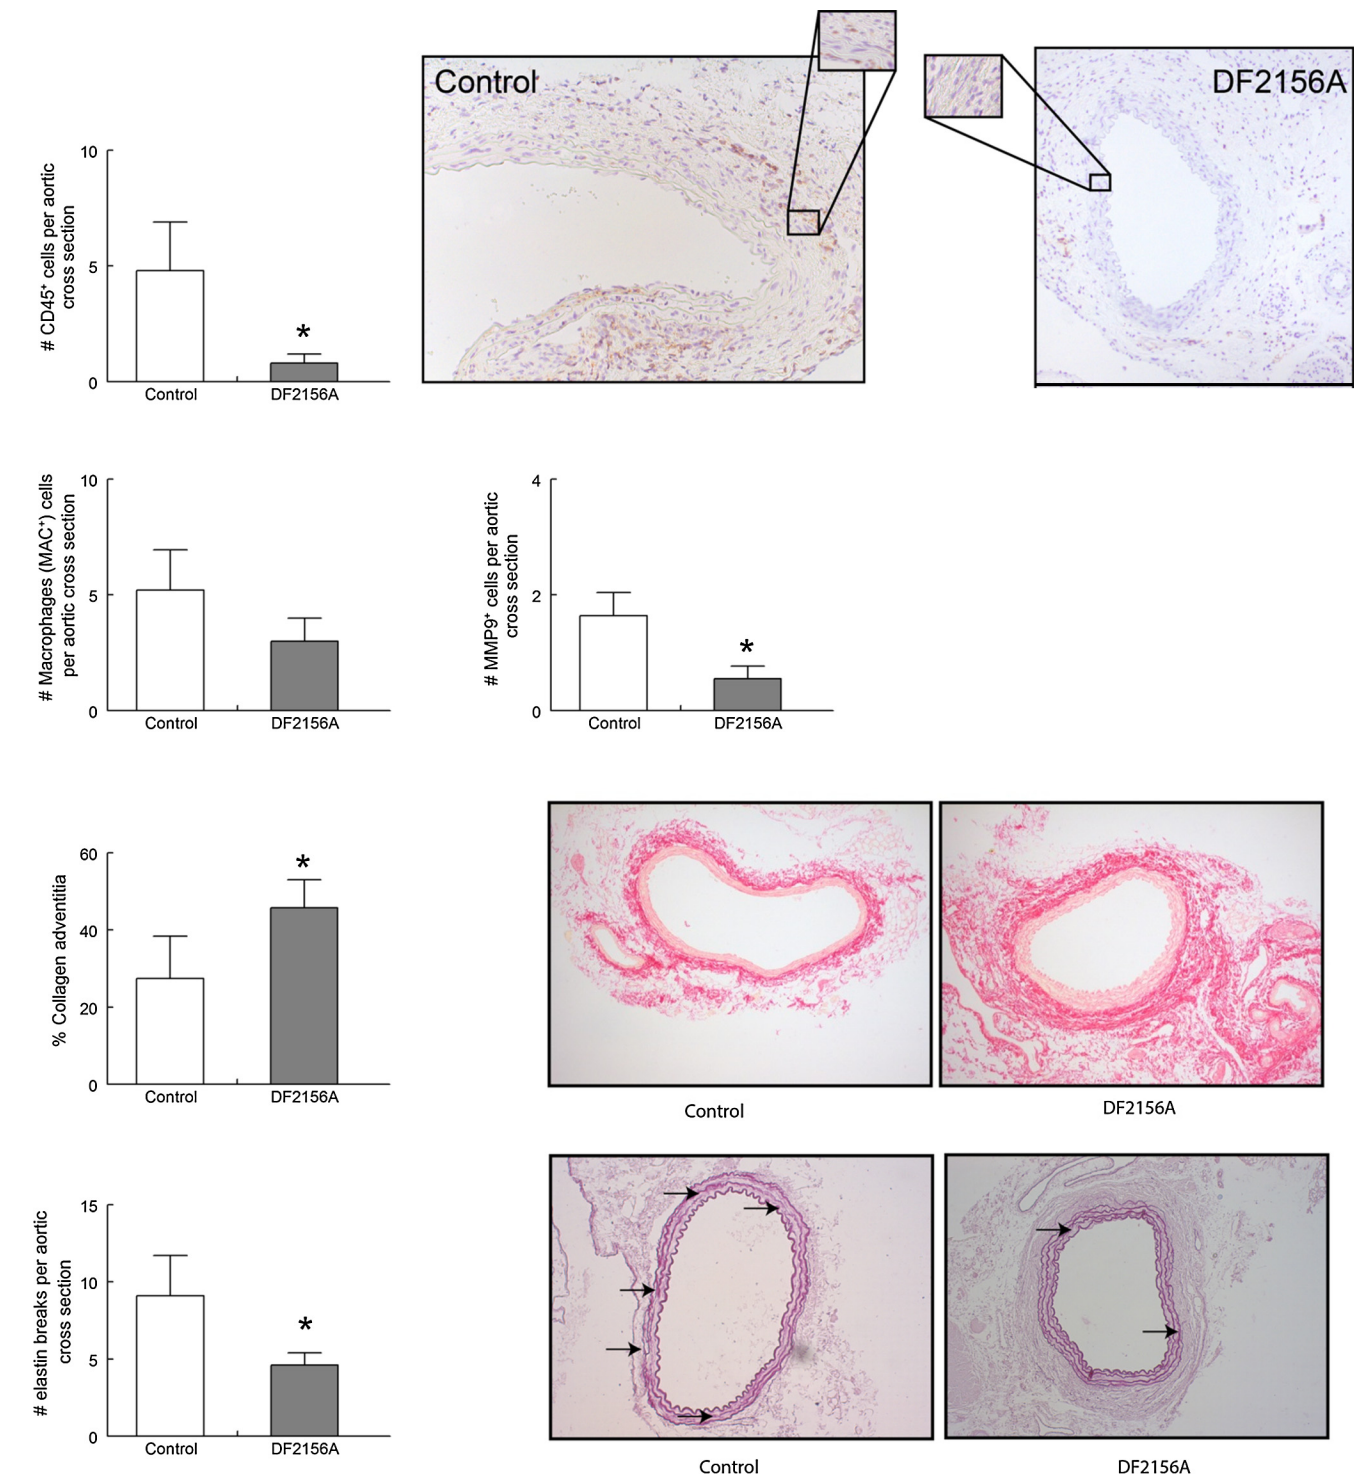 Control
DF2156A
# CD45⁺ cells per aortic
cross section
10
5
0
*
Control
DF2156A
# Macrophages (MAC⁺) cells
per aortic cross section
10
5
0
Control
DF2156A
# MMP9⁺ cells per aortic
cross section
4
2
0
*
Control
DF2156A
% Collagen adventitia
60
40
20
0
*
Control
DF2156A
Control
DF2156A
# elastin breaks per aortic
cross section
15
10
5
0
*
Control
DF2156A
Control
DF2156A